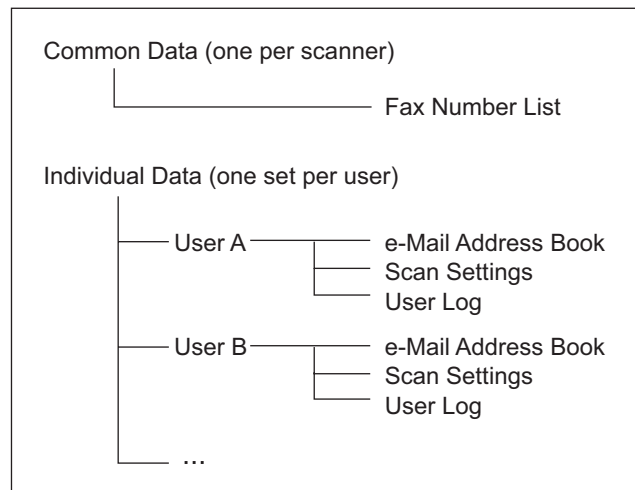 Common Data (one per scanner)
Fax Number List
Individual Data (one set per user)
User A e-Mail Address Book
Scan Settings
User Log
User B e-Mail Address Book
Scan Settings
User Log
...